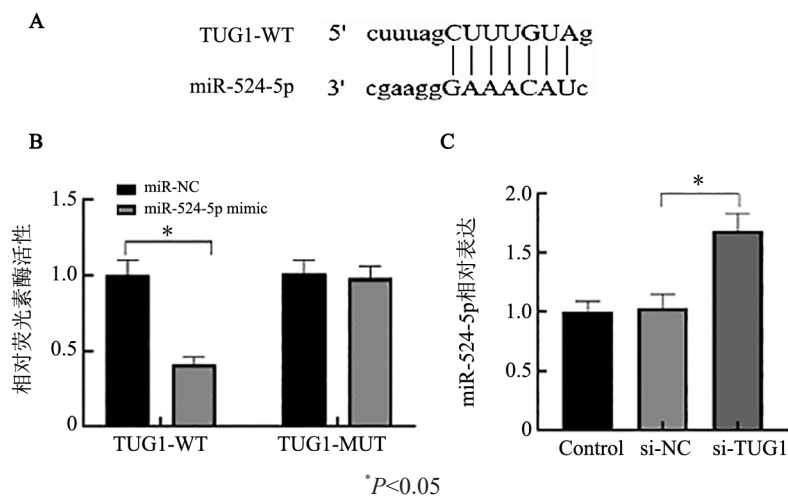 A
TUG1-WT 5' cuuuagCUUUGUAg
miR-524-5p 3' cgaaggGAAACAUc
B
miR-NC
miR-524-5p mimic
*
相对荧光素酶活性
1.5
1.0
0.5
0
TUG1-WT TUG1-MUT
C
*
miR-524-5p相对表达
2.0
1.5
1.0
0.5
0
Control si-NC si-TUG1
*P<0.05